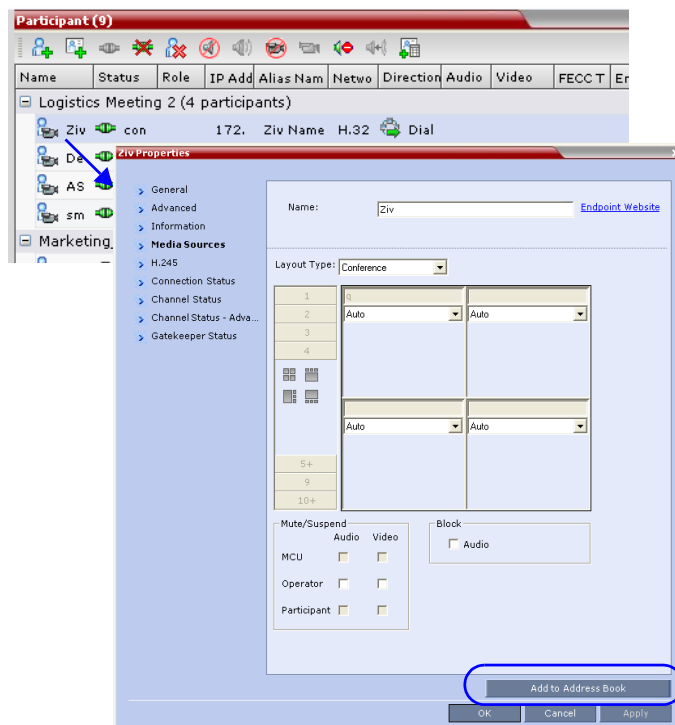 Participant (9)
Name Status Role IP Add Alias Nam Netwo Direction Audio Video FECC T Er
Logistics Meeting 2 (4 participants)
Ziv con 172. Ziv Name H.32 Dial
De
AS
sm
Marketing_
Ziv Properties
General
Advanced
Information
Media Sources
H.245
Connection Status
Channel Status
Channel Status - Adva...
Gatekeeper Status
Name: Ziv Endpoint Website
Layout Type: Conference
1
2
3
4
5+
9
10+
q
Auto Auto
Auto Auto
Mute/Suspend
Audio Video
MCU
Operator
Participant
Block
Audio
Add to Address Book
OK Cancel Apply